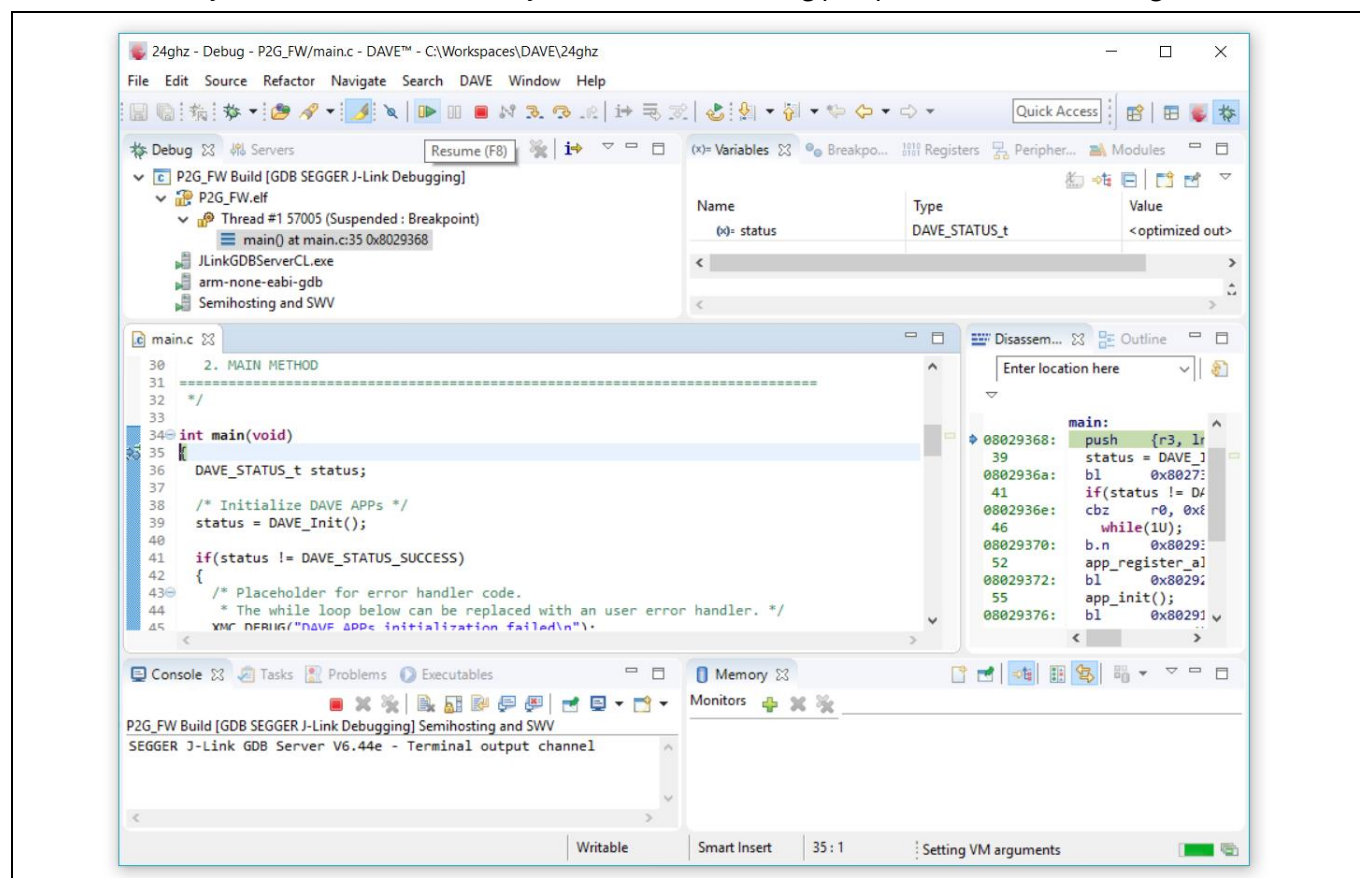 24ghz - Debug - P2G_FW/main.c - DAVE™ - C:\Workspaces\DAVE\24ghz
File Edit Source Refactor Navigate Search DAVE Window Help
Quick Access
Debug Servers
Resume (F8)
P2G_FW Build [GDB SEGGER J-Link Debugging]
P2G_FW.elf
Thread #1 57005 (Suspended : Breakpoint)
main() at main.c:35 0x8029368
JLinkGDBServerCL.exe
arm-none-eabi-gdb
Semihosting and SWV
(x)= Variables Breakpo... Registers Peripher... Modules
Name Type Value
(x)= status DAVE_STATUS_t <optimized out>
main.c
30 2. MAIN METHOD
31 ================================================================================
32 */
33
34 int main(void)
35 {
36 DAVE_STATUS_t status;
37
38 /* Initialize DAVE APPs */
39 status = DAVE_Init();
40
41 if(status != DAVE_STATUS_SUCCESS)
42 {
43 /* Placeholder for error handler code.
44 * The while loop below can be replaced with an user error handler. */
45 XMC_DEBUG("DAVE APPs initialization failed\n");
Disassem... Outline
Enter location here
main:
08029368: push {r3, lr
39 status = DAVE_I
0802936a: bl 0x8027
41 if(status != DA
0802936e: cbz r0, 0x8
46 while(1U);
08029370: b.n 0x8029
52 app_register_al
08029372: bl 0x8029
55 app_init();
08029376: bl 0x80291
Console Tasks Problems Executables
P2G_FW Build [GDB SEGGER J-Link Debugging] Semihosting and SWV
SEGGER J-Link GDB Server V6.44e - Terminal output channel
Memory
Monitors
Writable Smart Insert 35 : 1 Setting VM arguments